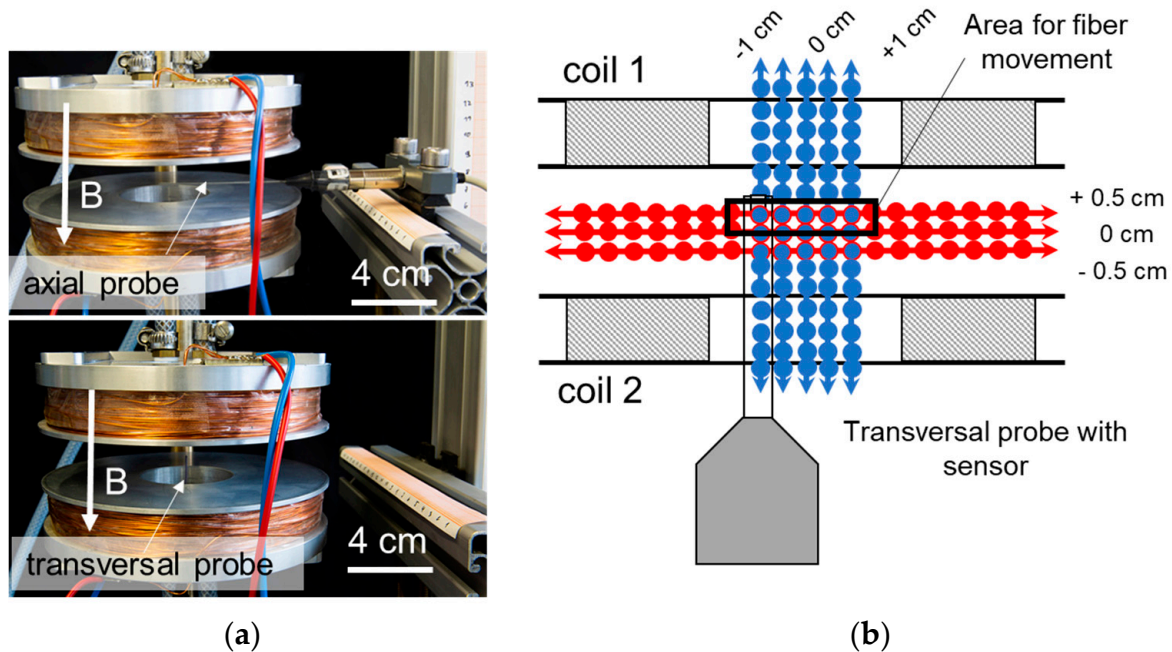 B
axial probe
4 cm
B
transversal probe
4 cm
(a)
-1 cm
0 cm
+1 cm
Area for fiber
movement
coil 1
+ 0.5 cm
0 cm
- 0.5 cm
coil 2
Transversal probe with
sensor
(b)